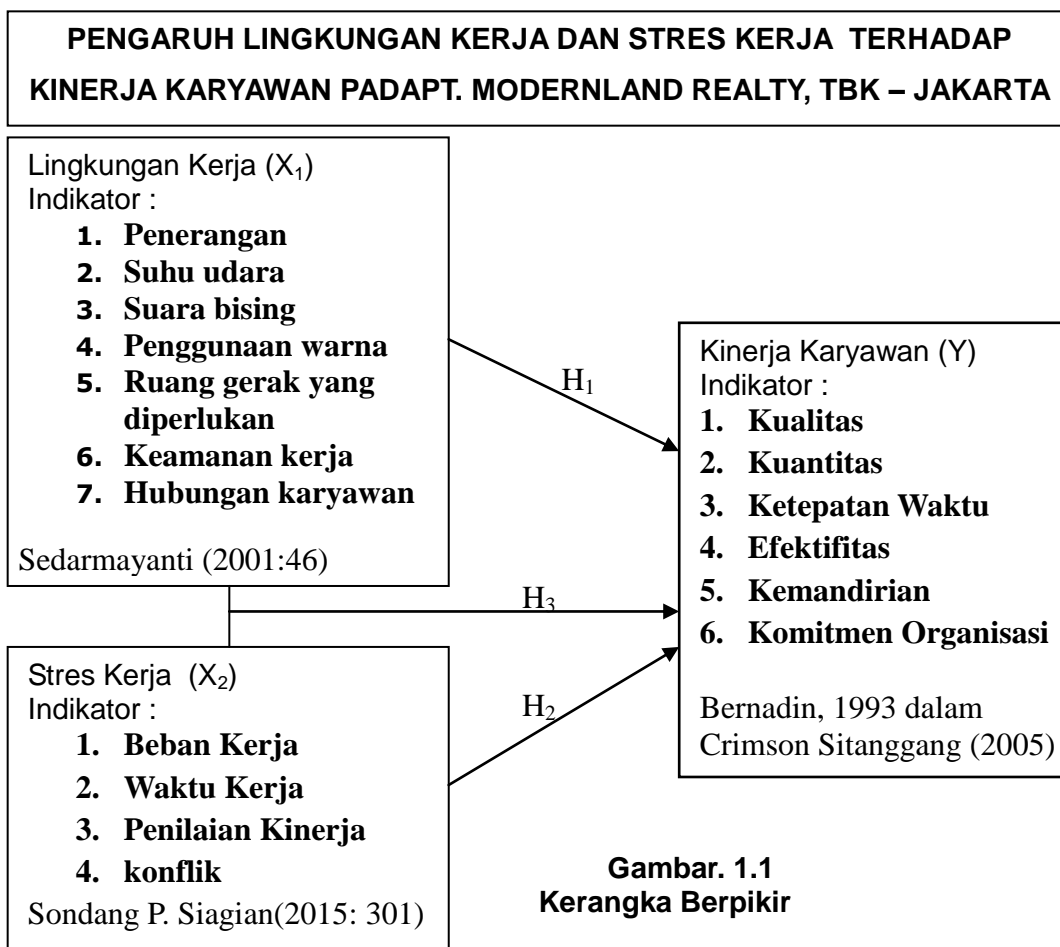 PENGARUH LINGKUNGAN KERJA DAN STRES KERJA TERHADAP
KINERJA KARYAWAN PADAPT. MODERNLAND REALTY, TBK – JAKARTA
Lingkungan Kerja (X₁)
Indikator :
1. Penerangan
2. Suhu udara
3. Suara bising
4. Penggunaan warna
5. Ruang gerak yang
diperlukan
6. Keamanan kerja
7. Hubungan karyawan
Sedarmayanti (2001:46)
H₁
H₃
H₂
Stres Kerja (X₂)
Indikator :
1. Beban Kerja
2. Waktu Kerja
3. Penilaian Kinerja
4. konflik
Sondang P. Siagian(2015: 301)
Kinerja Karyawan (Y)
Indikator :
1. Kualitas
2. Kuantitas
3. Ketepatan Waktu
4. Efektifitas
5. Kemandirian
6. Komitmen Organisasi
Bernadin, 1993 dalam
Crimson Sitanggang (2005)
Gambar. 1.1
Kerangka Berpikir